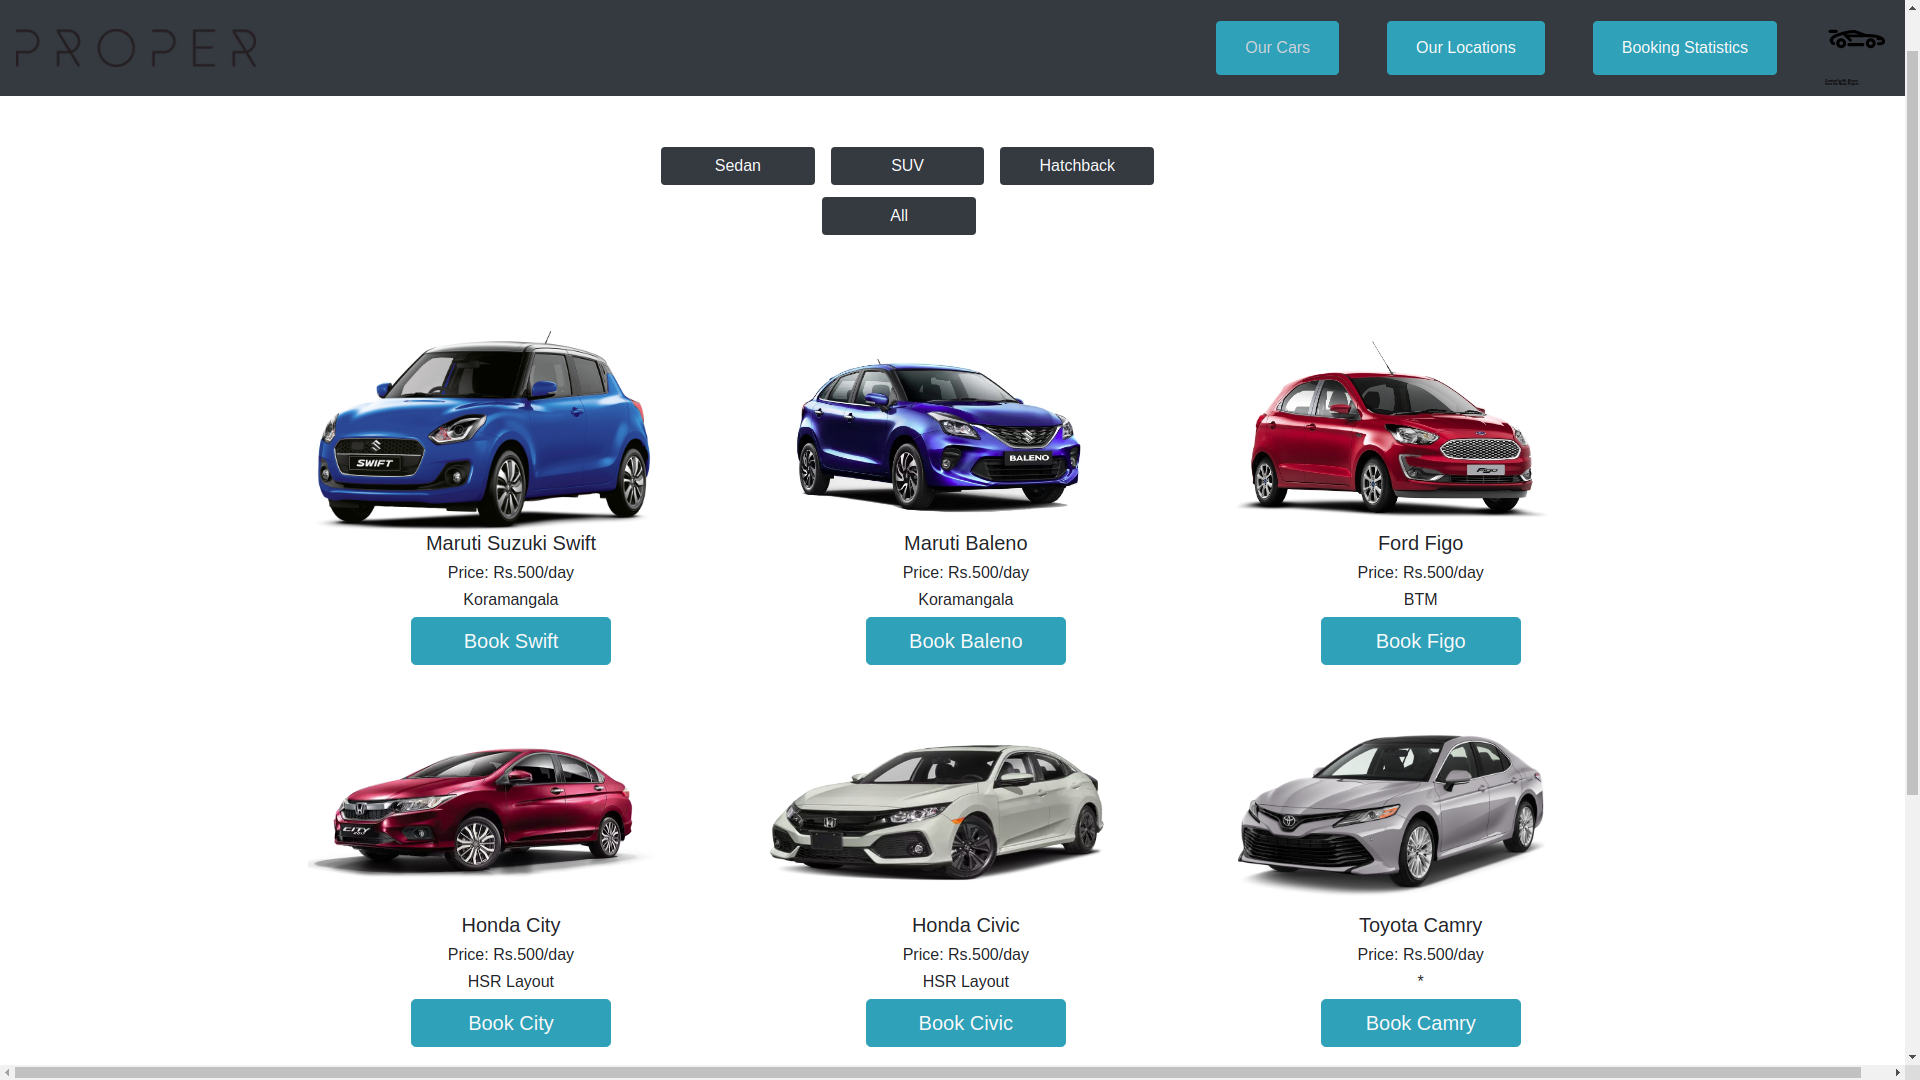 PROPER
Our Cars
Our Locations
Booking Statistics
Sedan
SUV
Hatchback
All
SWIFT
BALENO
Figo
Maruti Suzuki Swift
Maruti Baleno
Ford Figo
Price: Rs.500/day
Price: Rs.500/day
Price: Rs.500/day
Koramangala
Koramangala
BTM
Book Swift
Book Baleno
Book Figo
CITY
Honda City
Honda Civic
Toyota Camry
Price: Rs.500/day
Price: Rs.500/day
Price: Rs.500/day
HSR Layout
HSR Layout
*
Book City
Book Civic
Book Camry